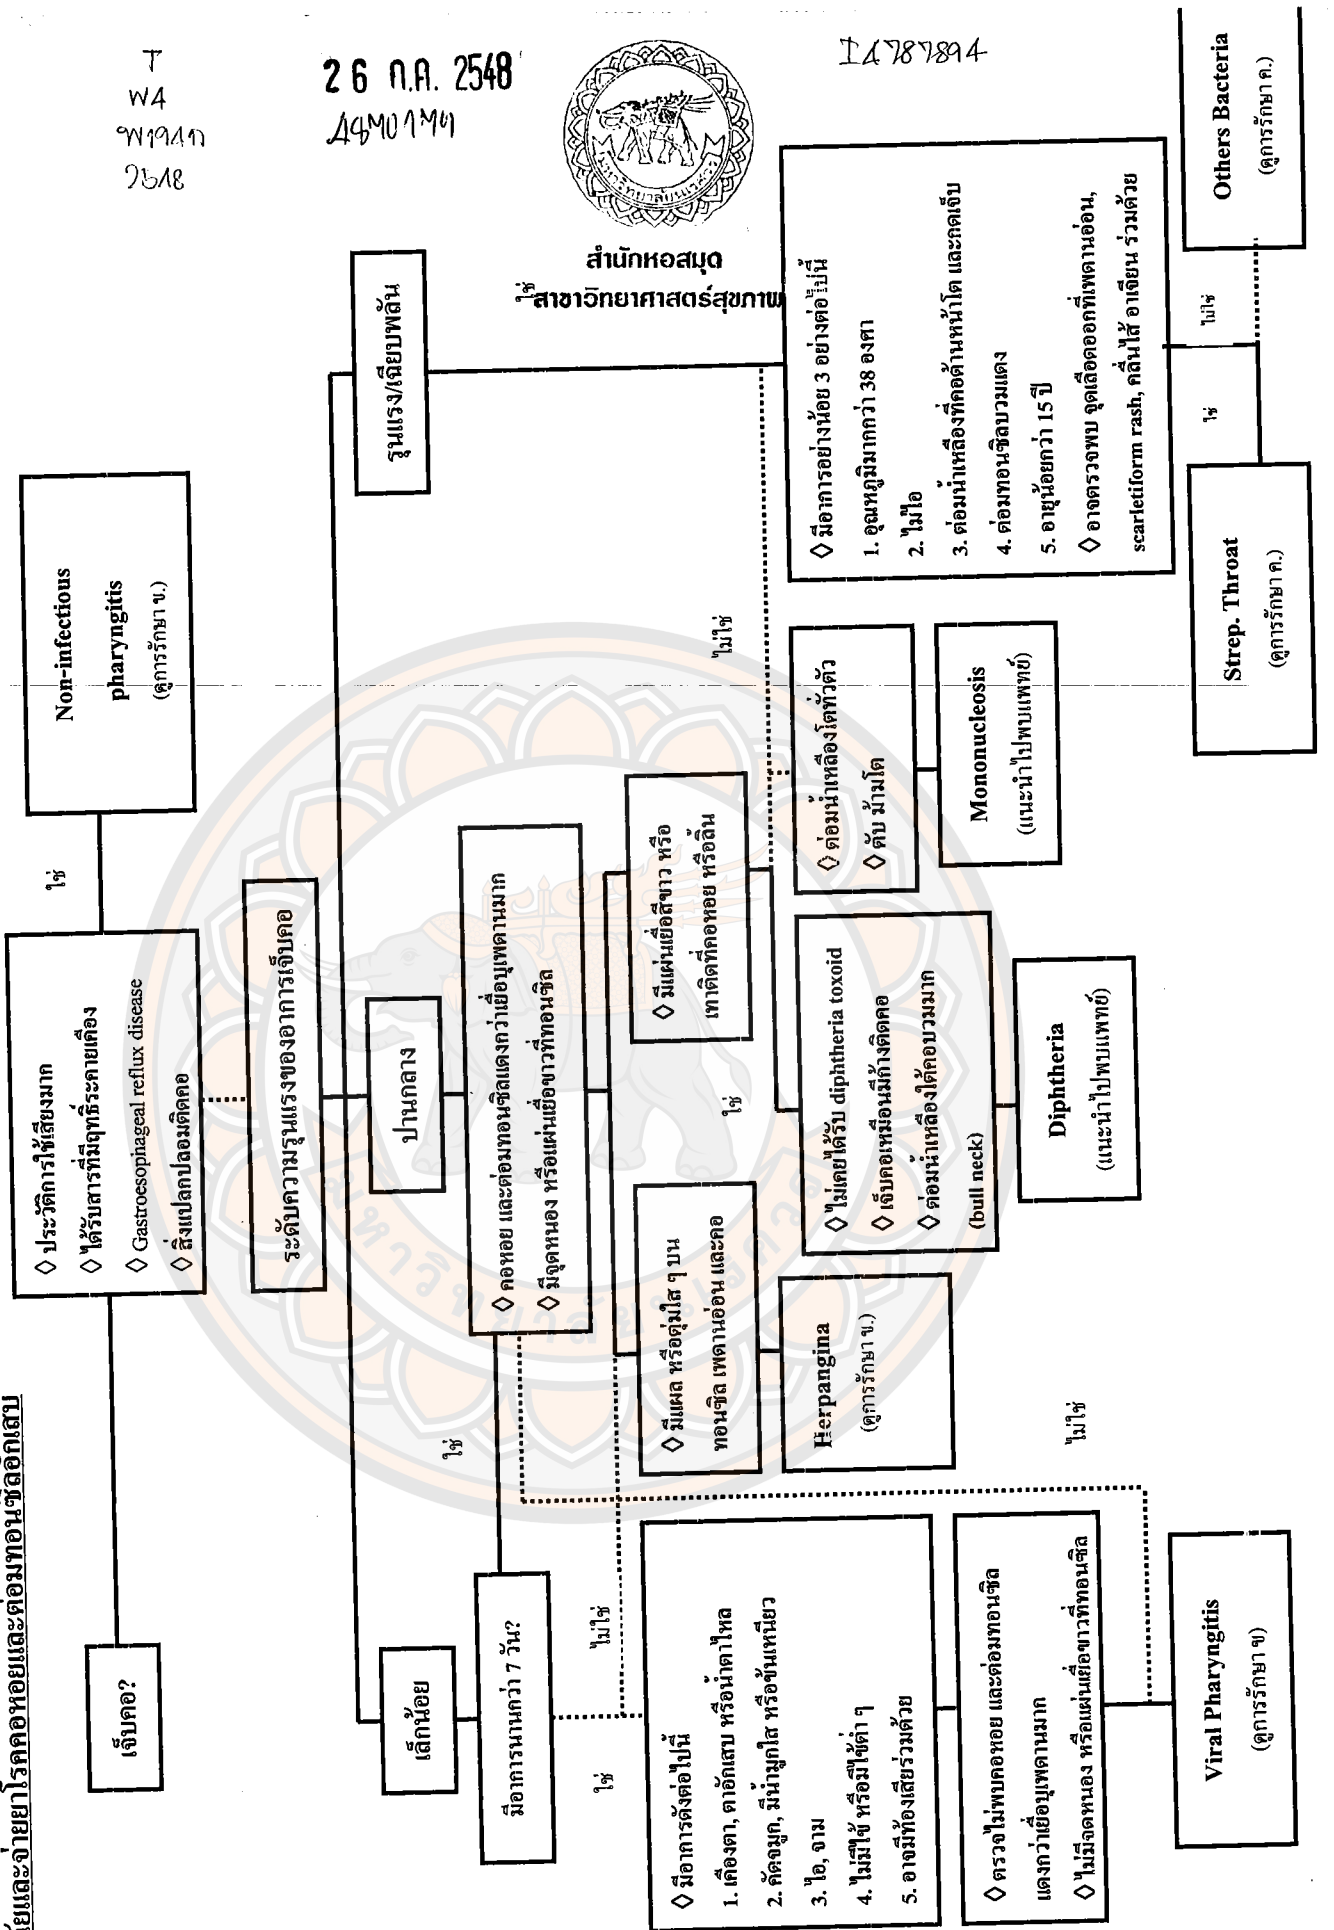 T
WA
2548
26 ก.ค. 2548
สำนักหอสมุด
สาขาวิทยาศาสตร์สุขภาพ
มหาวิทยาลัยนเรศวร
ยและจ่ายยาโรคคอหอยและต่อมทอนซิลอักเสบ
เจ็บคอ?
◇ ประวัติการใช้เสียงมาก
◇ ได้รับสารที่มีฤทธิ์ระคายเคือง
◇ Gastroesophageal reflux disease
◇ สิ่งแปลกปลอมติดคอ
ใช่
Non-infectious
pharyngitis
(ดูการรักษา ข.)
ระดับความรุนแรงของอาการเจ็บคอ
เล็กน้อย
ปานกลาง
รุนแรง/เฉียบพลัน
มีอาการนานกว่า 7 วัน?
ใช่
◇ คอหอย และต่อมทอนซิลแดงกว่าเยื่อบุเพดานมาก
◇ มีจุดหนอง หรือแผ่นเยื่อขาวที่ทอนซิล
ใช่
ไม่ใช่
ใช่
◇ มีอาการดังต่อไปนี้
1. เคืองตา, ตาอักเสบ หรือน้ำตาไหล
2. คัดจมูก, มีน้ำมูกใส หรือข้นเหนียว
3. ไอ, จาม
4. ไม่มีไข้ หรือมีไข้ต่ำ ๆ
5. อาจมีท้องเสียร่วมด้วย
◇ มีแผล หรือตุ่มใส ๆ บน
ทอนซิล เพดานอ่อน และคอ
ใช่
◇ มีแผ่นเยื่อสีขาว หรือ
เทาติดที่คอหอย หรือลิ้น
ไม่ใช่
Herpangina
(ดูการรักษา ข.)
◇ ไม่เคยได้รับ diphtheria toxoid
◇ เจ็บคอเหมือนมีก้างติดคอ
◇ ต่อมน้ำเหลืองใต้คอบวมมาก
(bull neck)
◇ ต่อมน้ำเหลืองโตทั่วตัว
◇ ตับ ม้ามโต
◇ มีอาการอย่างน้อย 3 อย่างต่อไปนี้
1. อุณหภูมิมากกว่า 38 องศา
2. ไม่ไอ
3. ต่อมน้ำเหลืองที่คอด้านหน้าโต และกดเจ็บ
4. ต่อมทอนซิลบวมแดง
5. อายุน้อยกว่า 15 ปี
◇ อาจตรวจพบ จุดเลือดออกที่เพดานอ่อน,
scarletiform rash, คลื่นไส้ อาเจียน ร่วมด้วย
◇ ตรวจไม่พบคอหอย และต่อมทอนซิล
แดงกว่าเยื่อบุเพดานมาก
◇ ไม่มีจุดหนอง หรือแผ่นเยื่อขาวที่ทอนซิล
ไม่ใช่
Diphtheria
(แนะนำไปพบแพทย์)
Mononucleosis
(แนะนำไปพบแพทย์)
ใช่
ไม่ใช่
Viral Pharyngitis
(ดูการรักษา ข)
Strep. Throat
(ดูการรักษา ค.)
Others Bacteria
(ดูการรักษา ค.)